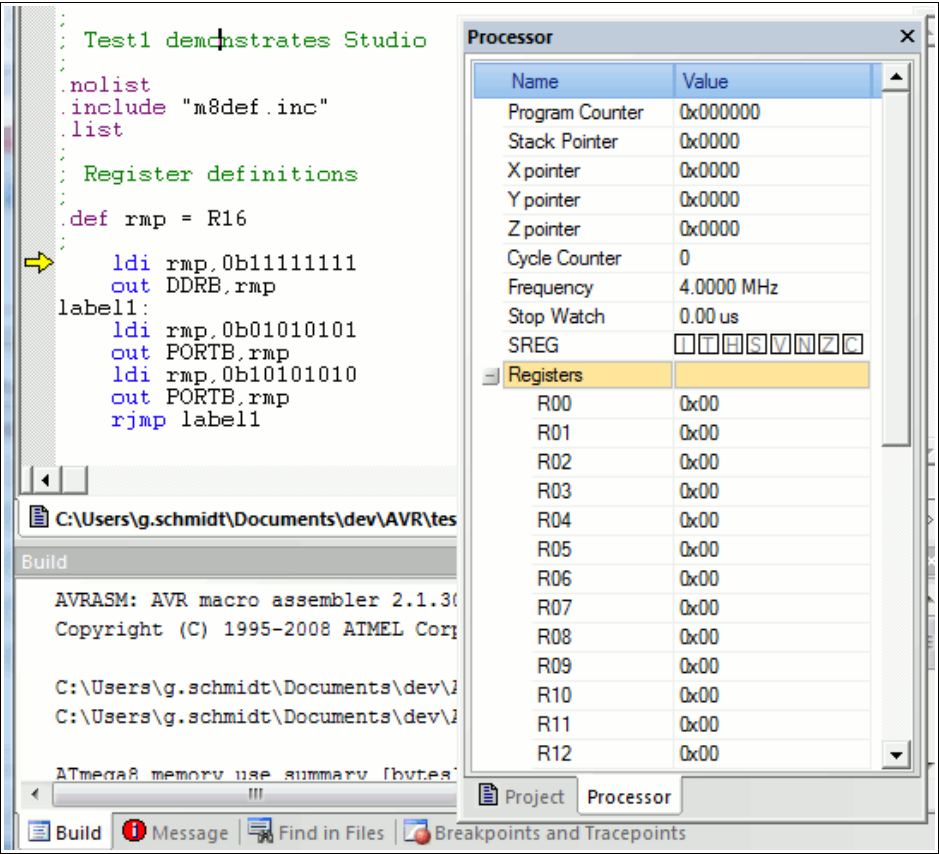 ;
; Test1 demonstrates Studio
;
.nolist
.include "m8def.inc"
.list
;
; Register definitions
;
.def rmp = R16
;
ldi rmp,0b11111111
out DDRB,rmp
label1:
ldi rmp,0b01010101
out PORTB,rmp
ldi rmp,0b10101010
out PORTB,rmp
rjmp label1
C:\Users\g.schmidt\Documents\dev\AVR\tes
Build
AVRASM: AVR macro assembler 2.1.30
Copyright (C) 1995-2008 ATMEL Corp
C:\Users\g.schmidt\Documents\dev\A
C:\Users\g.schmidt\Documents\dev\A
ATmega8 memory use summary [bytes]
Build Message Find in Files Breakpoints and Tracepoints
Processor
Name Value
Program Counter 0x000000
Stack Pointer 0x0000
X pointer 0x0000
Y pointer 0x0000
Z pointer 0x0000
Cycle Counter 0
Frequency 4.0000 MHz
Stop Watch 0.00 us
SREG I T H S V N Z C
Registers
R00 0x00
R01 0x00
R02 0x00
R03 0x00
R04 0x00
R05 0x00
R06 0x00
R07 0x00
R08 0x00
R09 0x00
R10 0x00
R11 0x00
R12 0x00
Project Processor